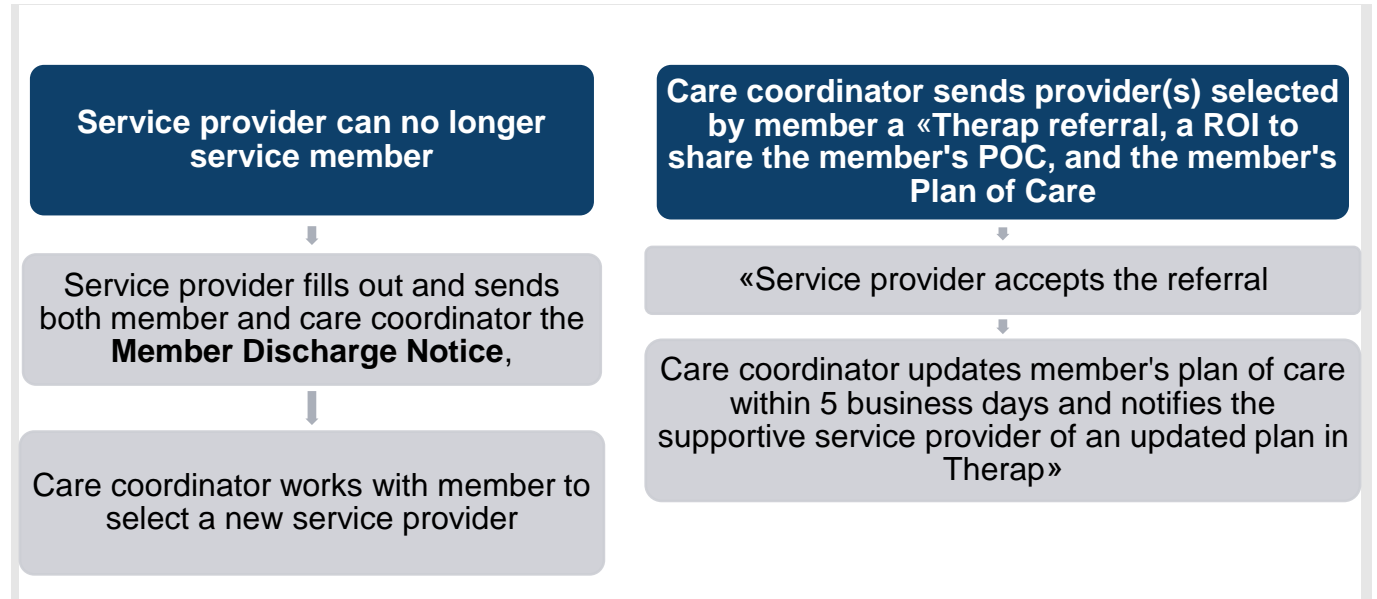 Service provider can no longer
service member
Service provider fills out and sends
both member and care coordinator the
Member Discharge Notice,
Care coordinator works with member to
select a new service provider
Care coordinator sends provider(s) selected
by member a «Therap referral, a ROI to
share the member's POC, and the member's
Plan of Care
«Service provider accepts the referral
Care coordinator updates member's plan of care
within 5 business days and notifies the
supportive service provider of an updated plan in
Therap»